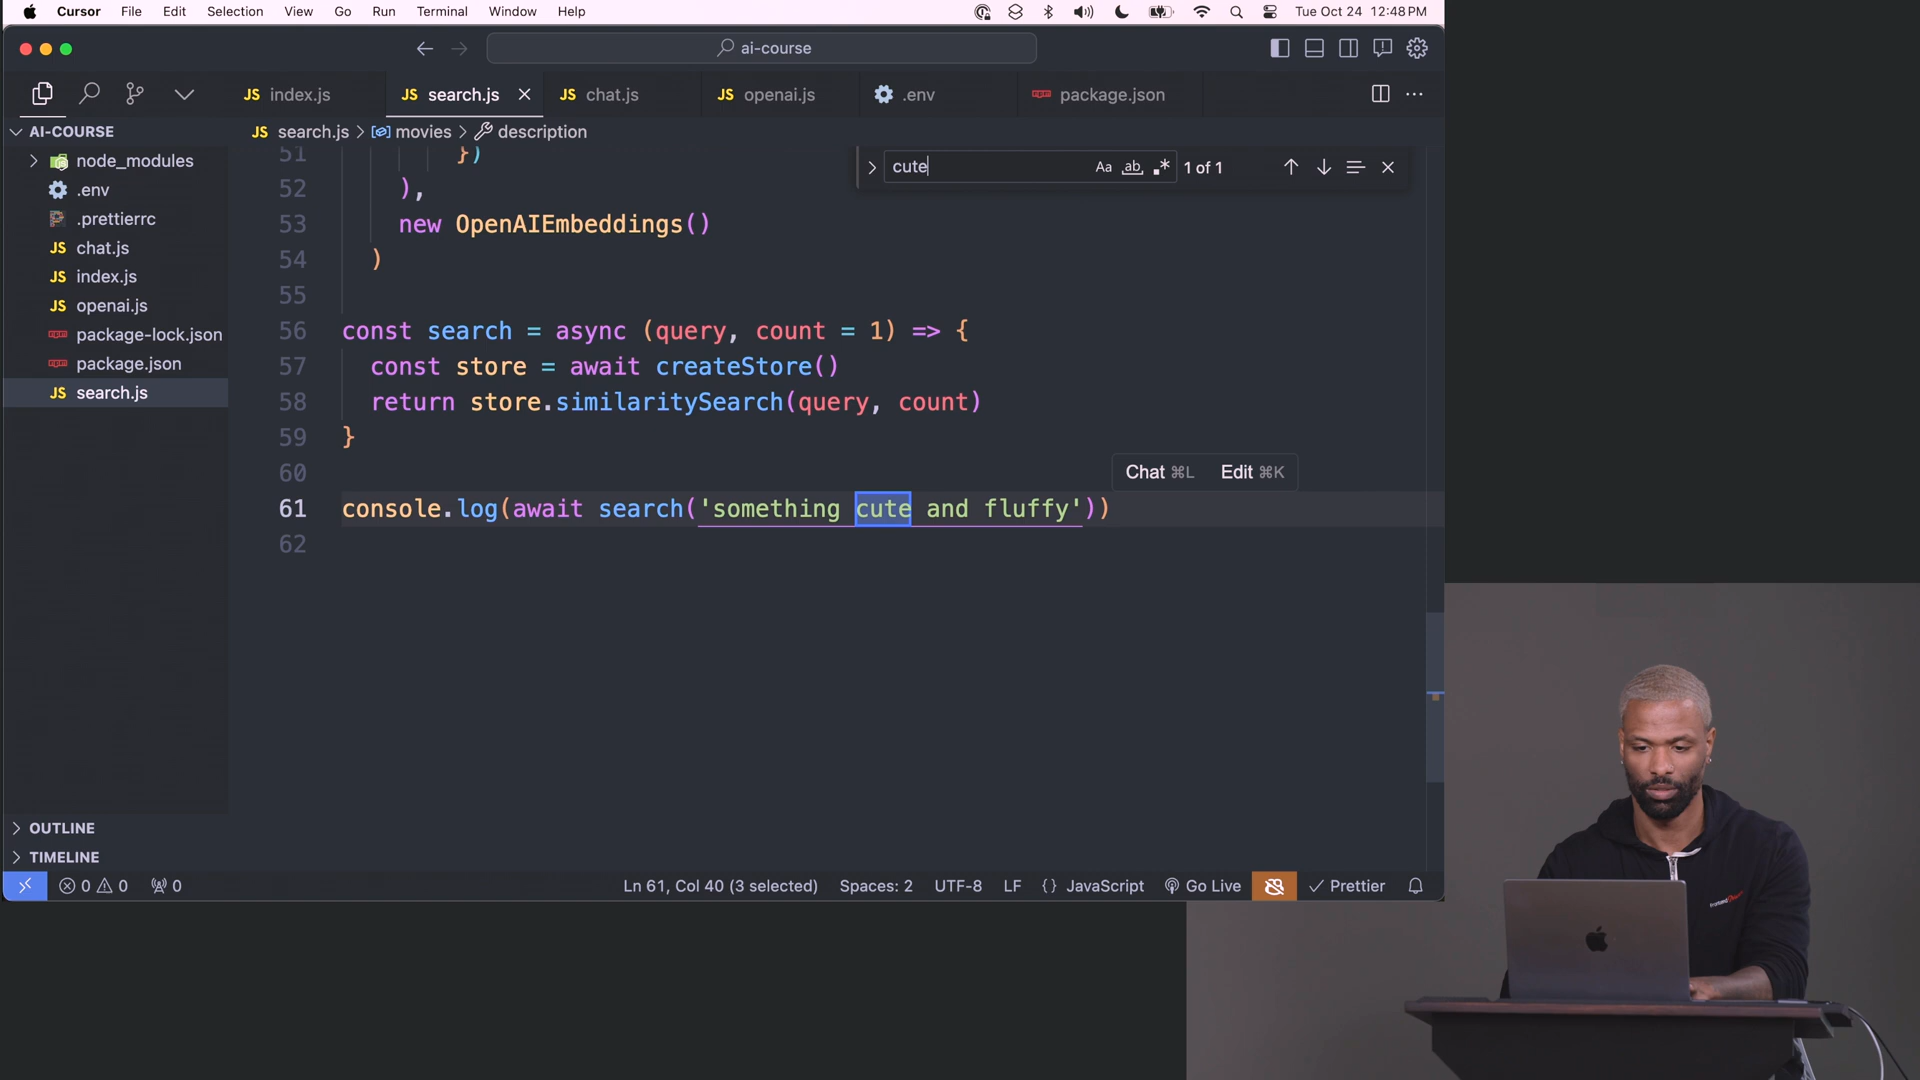 Cursor File Edit Selection View Go Run Terminal Window Help Tue Oct 24 12:48 PM
ai-course
JS index.js JS search.js JS chat.js JS openai.js .env package.json
AI-COURSE
JS search.js > movies > description
node_modules
.env
.prettierrc
JS chat.js
JS index.js
JS openai.js
package-lock.json
package.json
JS search.js
cute Aa ab 1 of 1
51 })
52 ),
53 new OpenAIEmbeddings()
54 )
55
56 const search = async (query, count = 1) => {
57 const store = await createStore()
58 return store.similaritySearch(query, count)
59 }
60
Chat ⌘L Edit ⌘K
61 console.log(await search('something cute and fluffy'))
62
OUTLINE
TIMELINE
0 0 0 Ln 61, Col 40 (3 selected) Spaces: 2 UTF-8 LF {} JavaScript Go Live Prettier